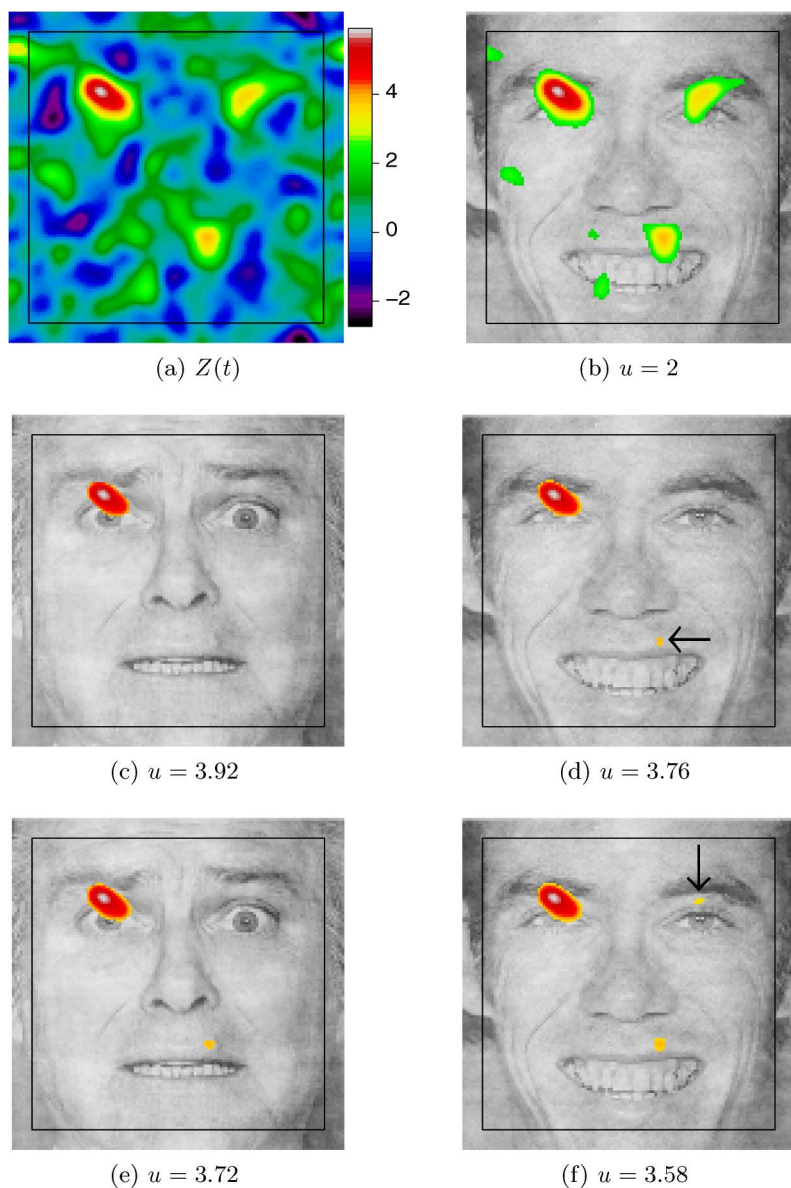 4
2
0
−2
(a) Z(t)
(b) u = 2
(c) u = 3.92
(d) u = 3.76
(e) u = 3.72
(f) u = 3.58